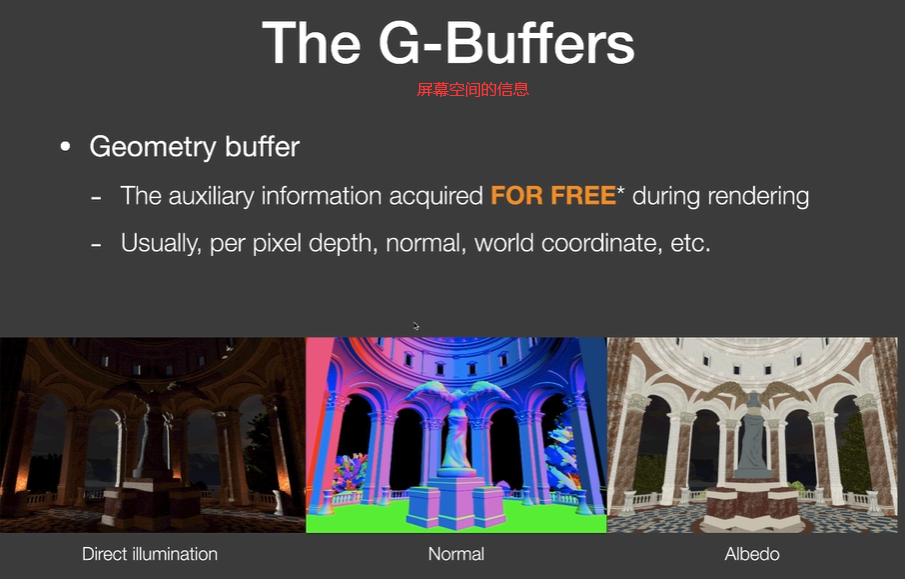 The G-Buffers
屏幕空间的信息
• Geometry buffer
- The auxiliary information acquired FOR FREE* during rendering
- Usually, per pixel depth, normal, world coordinate, etc.
Direct illumination
Normal
Albedo